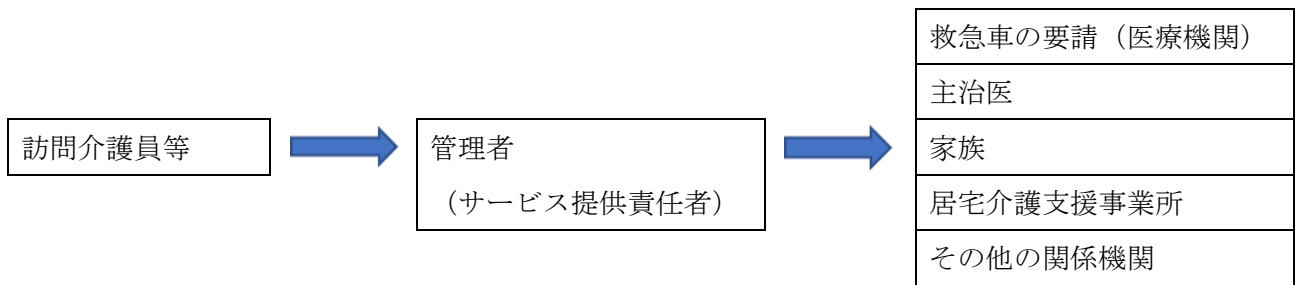 訪問介護員等
管理者
（サービス提供責任者）
救急車の要請（医療機関）
主治医
家族
居宅介護支援事業所
その他の関係機関